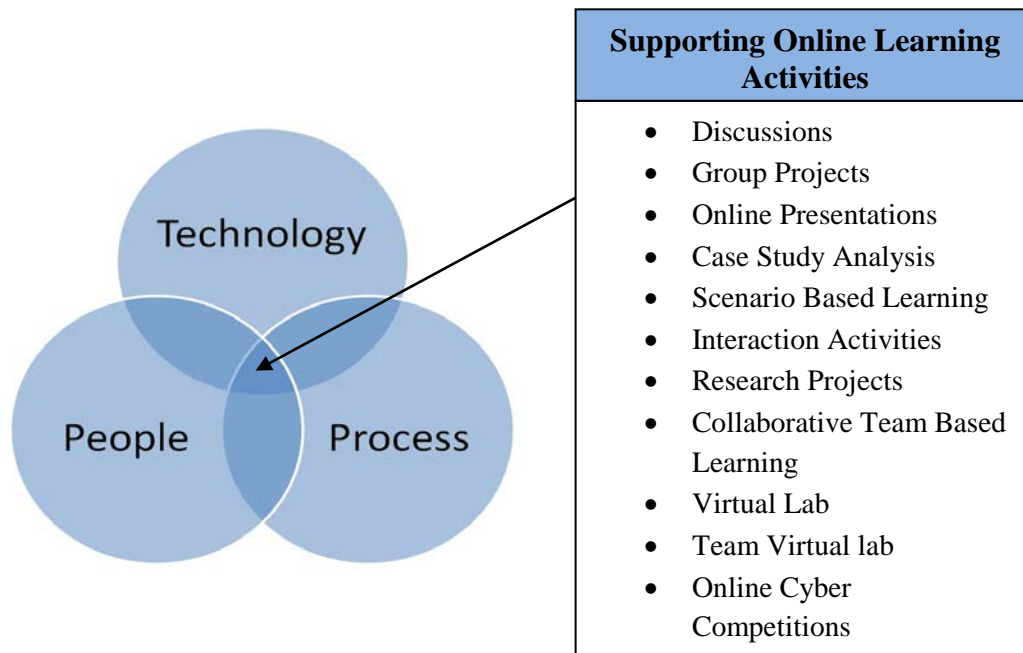 Supporting Online Learning
Activities
• Discussions
• Group Projects
• Online Presentations
• Case Study Analysis
• Scenario Based Learning
• Interaction Activities
• Research Projects
• Collaborative Team Based
Learning
• Virtual Lab
• Team Virtual lab
• Online Cyber
Competitions
Technology
People
Process